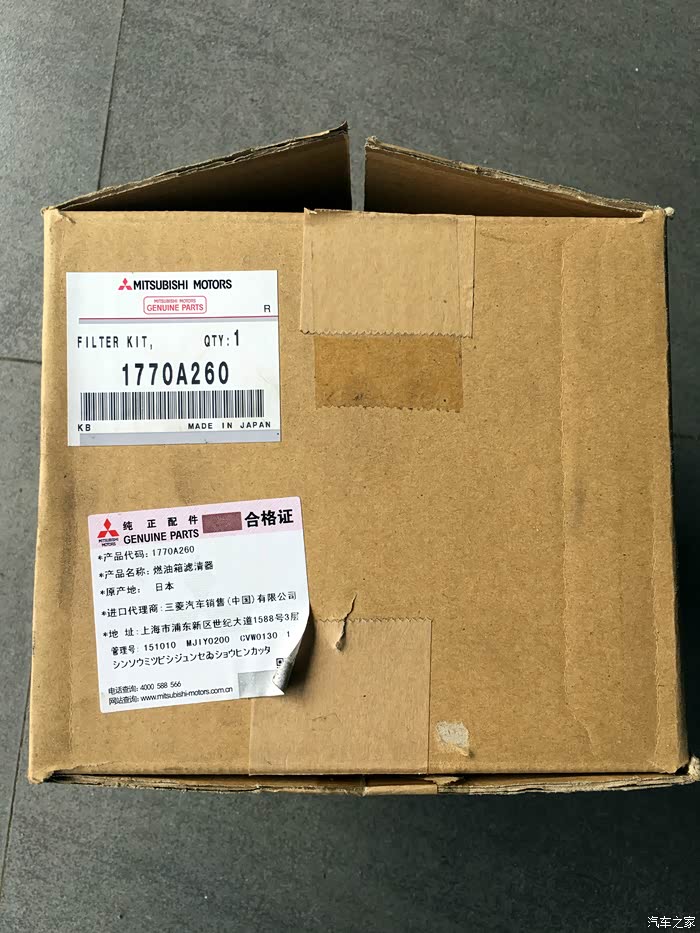 MITSUBISHI MOTORS
MITSUBISHI MOTORS
GENUINE PARTS
R
FILTER KIT, QTY:1
1770A260
KB MADE IN JAPAN
MITSUBISHI MOTORS
纯正配件 合格证
GENUINE PARTS
*产品代码: 1770A260
*产品名称: 燃油箱滤清器
*原产地: 日本
*进口代理商: 三菱汽车销售(中国)有限公司
*地 址: 上海市浦东新区世纪大道1588号3层
管理号: 151010 MJIY0200 CVW0130 1
シンソウミツビシジュンセゐショウヒンカッタ
电话查询: 4000 588 566
网站查询: www.mitsubishi-motors.com.cn
汽车之家